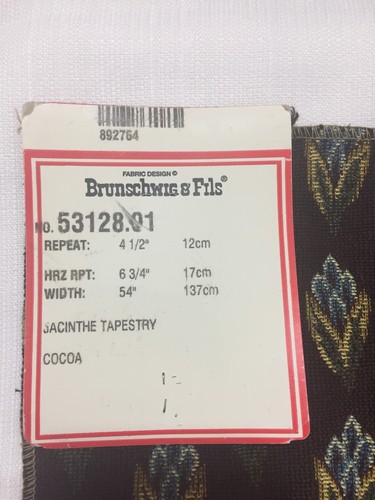 892764
FABRIC DESIGN ©
Brunschwig & Fils®
NO. 53128.01
REPEAT: 4 1/2" 12cm
HRZ RPT: 6 3/4" 17cm
WIDTH: 54" 137cm
JACINTHE TAPESTRY
COCOA